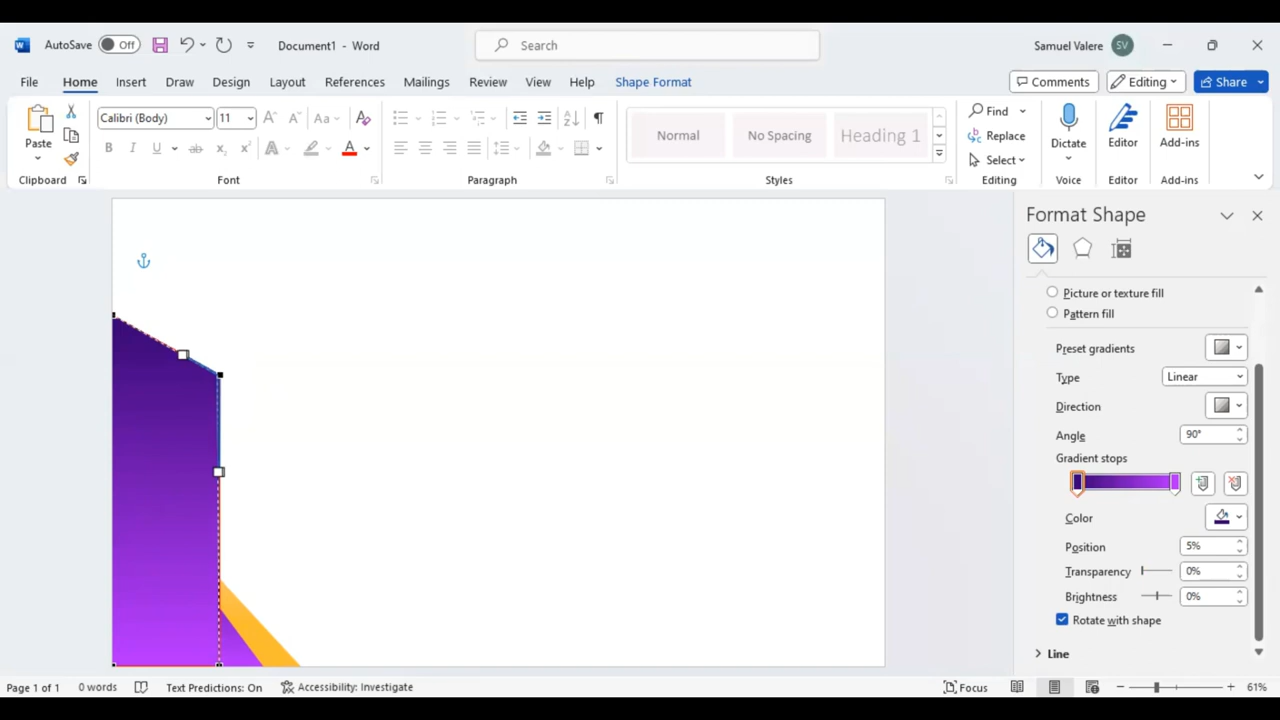 AutoSave Off Document1 - Word Search Samuel Valere SV
File Home Insert Draw Design Layout References Mailings Review View Help Shape Format Comments Editing Share
Calibri (Body) 11 Aa Normal No Spacing Heading 1 Find
Replace
Select
Paste Dictate Editor Add-ins
Clipboard Font Paragraph Styles Editing Voice Editor Add-ins
Format Shape
Picture or texture fill
Pattern fill
Preset gradients
Type Linear
Direction
Angle 90°
Gradient stops
Color
Position 5%
Transparency 0%
Brightness 0%
Rotate with shape
Line
Page 1 of 1 0 words Text Predictions: On Accessibility: Investigate Focus 61%